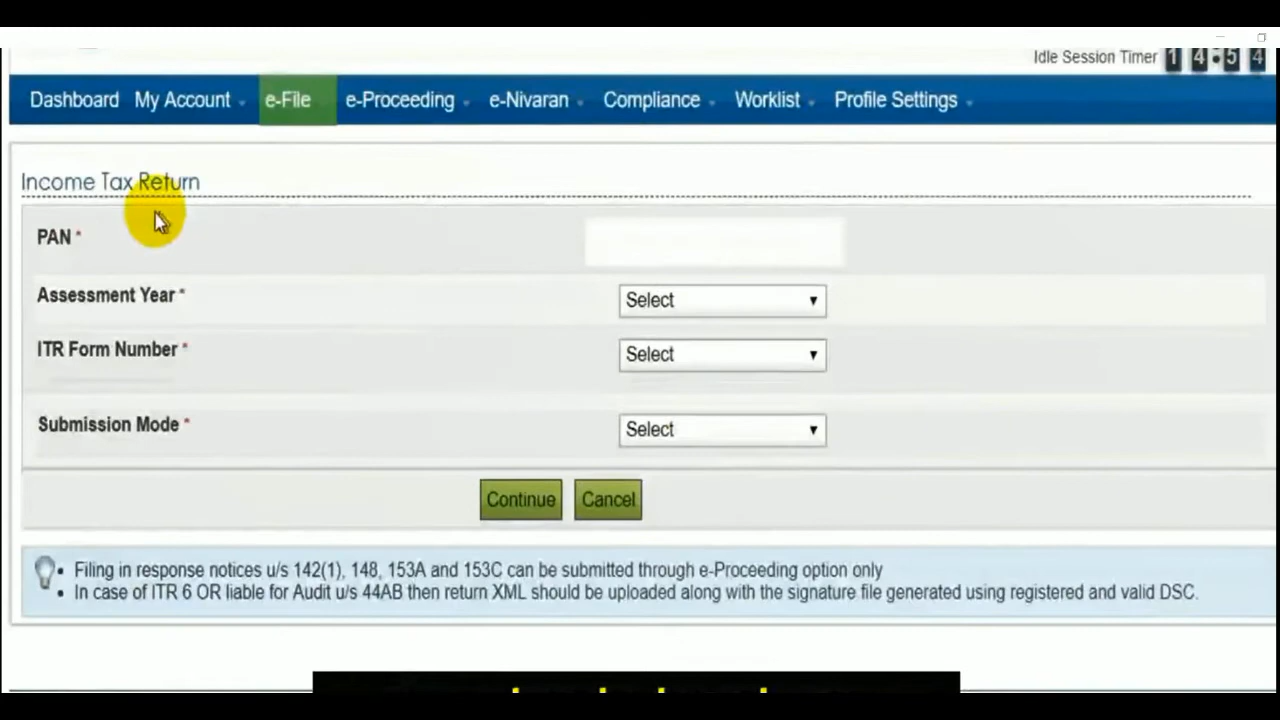 Idle Session Timer 14:54
Dashboard My Account e-File e-Proceeding e-Nivaran Compliance Worklist Profile Settings
Income Tax Return
PAN *
Assessment Year * Select
ITR Form Number * Select
Submission Mode * Select
Continue Cancel
• Filing in response notices u/s 142(1), 148, 153A and 153C can be submitted through e-Proceeding option only
• In case of ITR 6 OR liable for Audit u/s 44AB then return XML should be uploaded along with the signature file generated using registered and valid DSC.